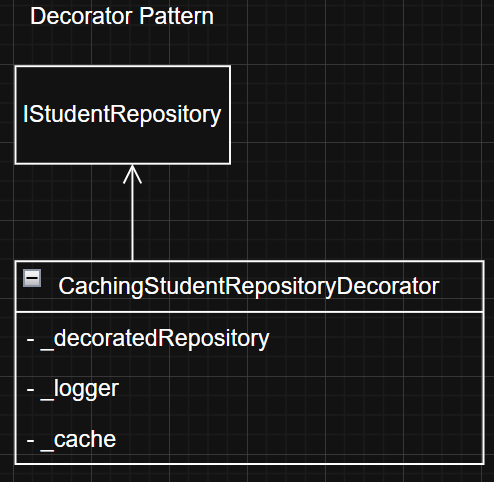 Decorator Pattern
IStudentRepository
CachingStudentRepositoryDecorator
- _decoratedRepository
- _logger
- _cache